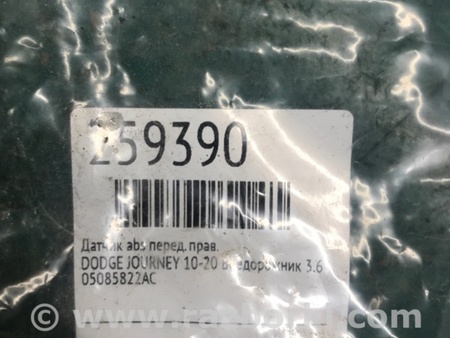 259390
Датчик abs перед. прав.
DODGE JOURNEY 10-20 внедорожник 3.6
05085822AC